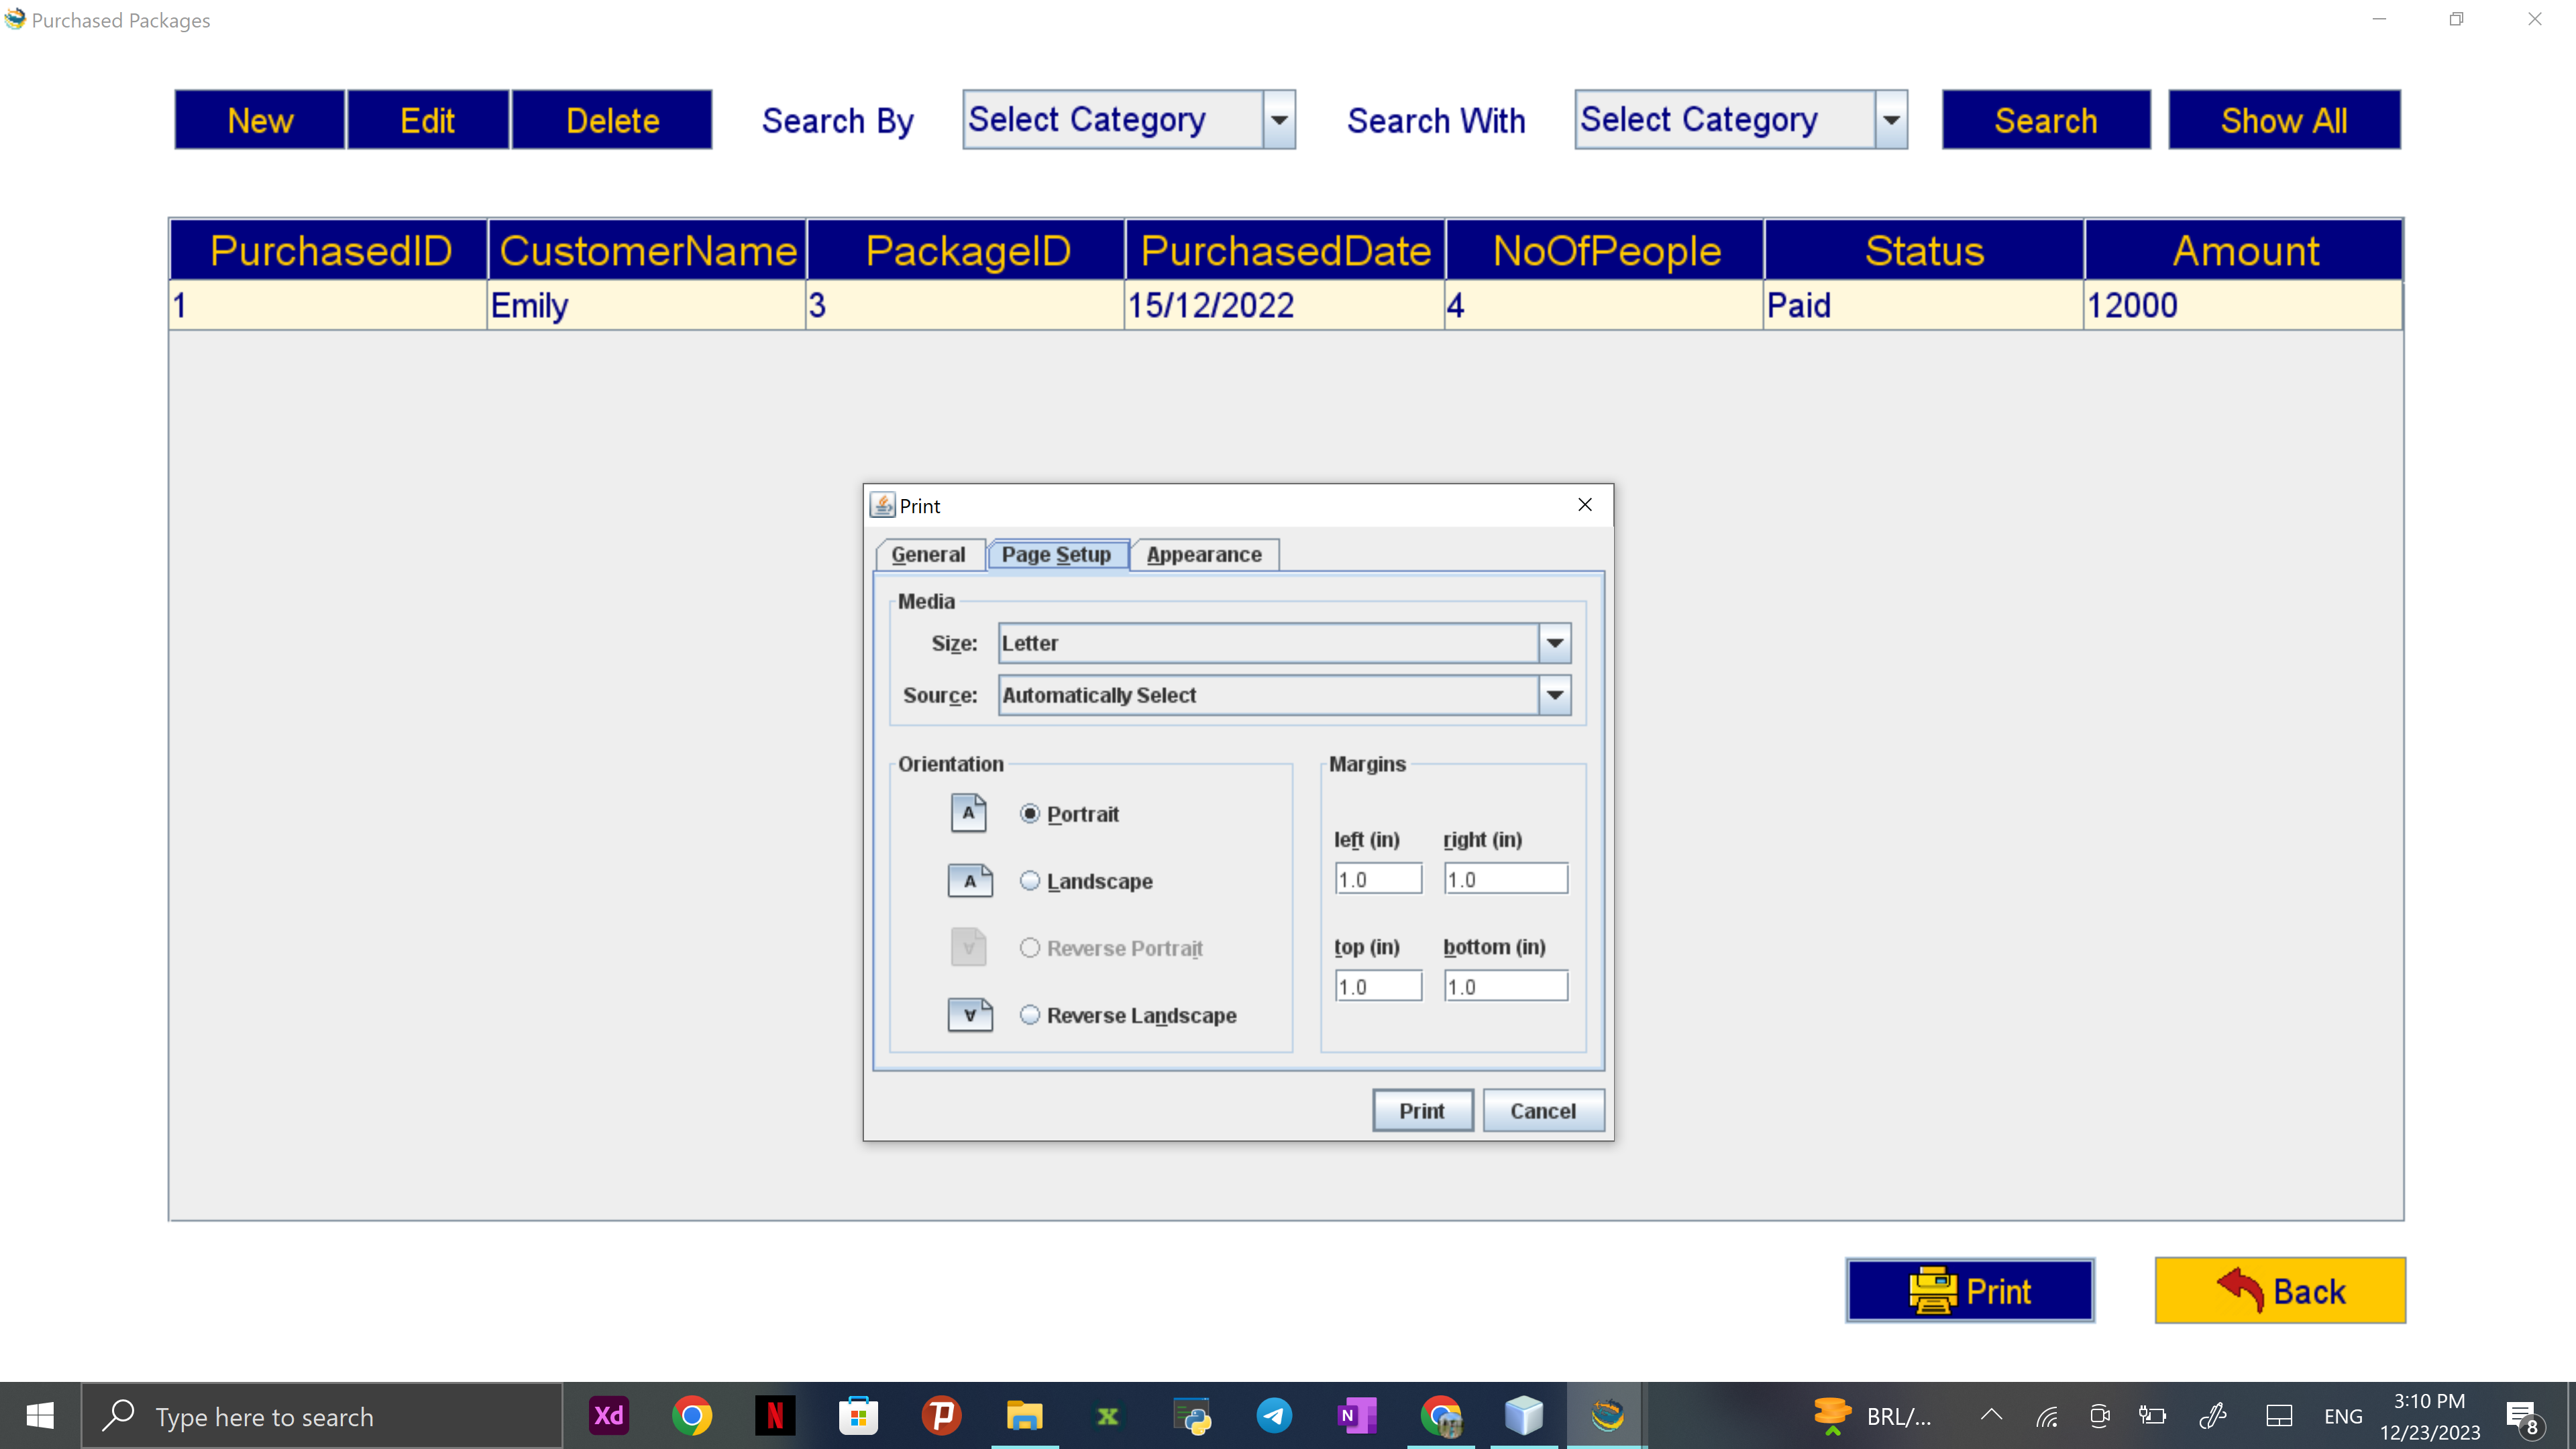 Purchased Packages
New Edit Delete Search By Select Category Search With Select Category Search Show All
PurchasedID CustomerName PackageID PurchasedDate NoOfPeople Status Amount
1 Emily 3 15/12/2022 4 Paid 12000
Print
General Page Setup Appearance
Media
Size: Letter
Source: Automatically Select
Orientation Margins
A Portrait
left (in) right (in)
A Landscape 1.0 1.0
A Reverse Portrait top (in) bottom (in)
1.0 1.0
A Reverse Landscape
Print Cancel
Print Back
Type here to search Xd N P X N BRL/... ENG 3:10 PM
12/23/2023 8